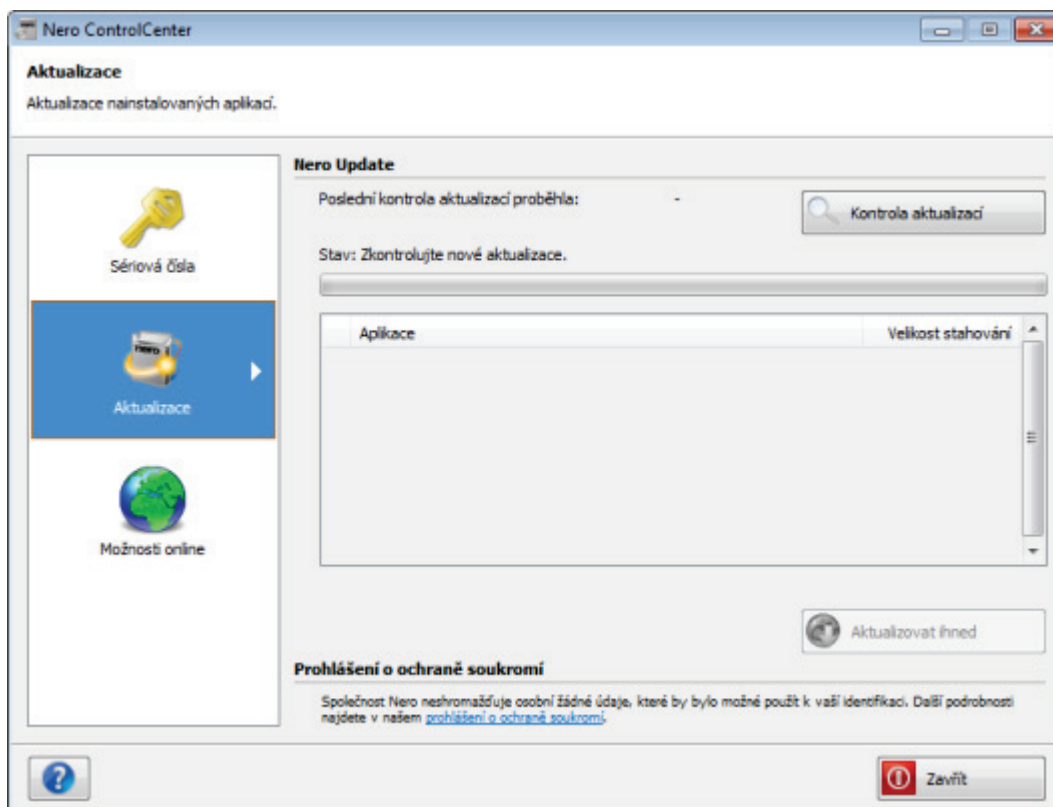 Nero ControlCenter
Aktualizace
Aktualizace nainstalovaných aplikací.
Sériová čísla
nero
Aktualizace
Možnosti online
Nero Update
Poslední kontrola aktualizací proběhla: -
Kontrola aktualizací
Stav: Zkontrolujte nové aktualizace.
Aplikace Velikost stahování
Aktualizovat ihned
Prohlášení o ochraně soukromí
Společnost Nero neshromažďuje osobní žádné údaje, které by bylo možné použít k vaší identifikaci. Další podrobnosti
najdete v našem prohlášení o ochraně soukromí.
Zavřít